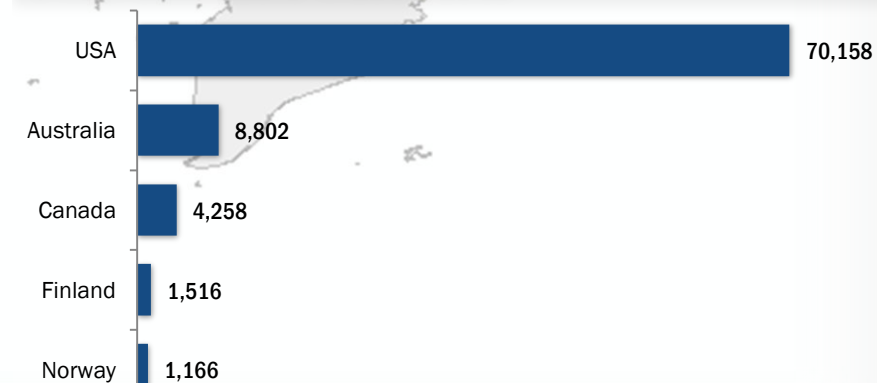 USA 70,158
Australia 8,802
Canada 4,258
Finland 1,516
Norway 1,166